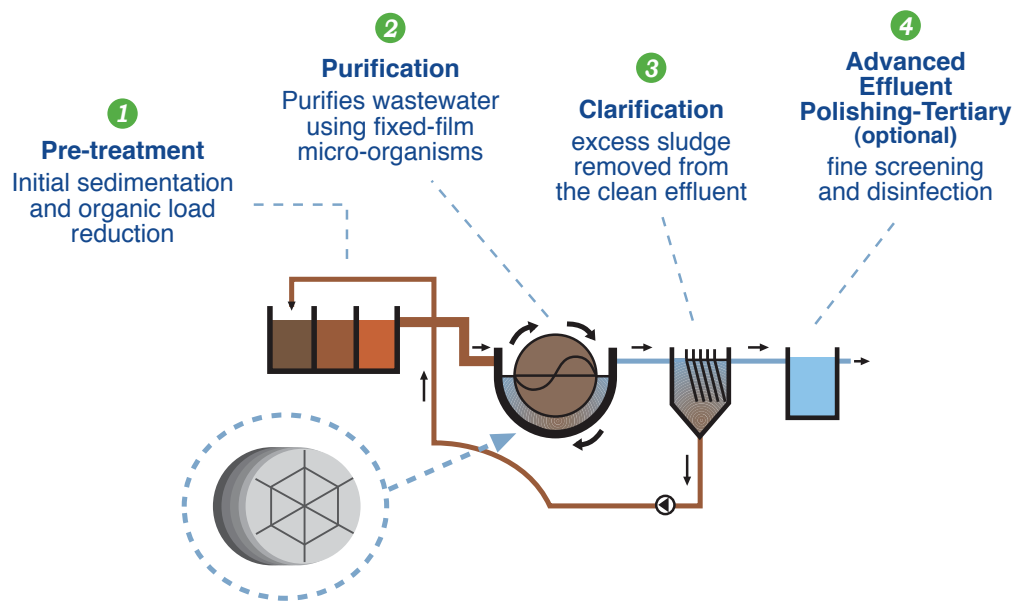 1
Pre-treatment
Initial sedimentation
and organic load
reduction
2
Purification
Purifies wastewater
using fixed-film
micro-organisms
3
Clarification
excess sludge
removed from
the clean effluent
4
Advanced
Effluent
Polishing-Tertiary
(optional)
fine screening
and disinfection